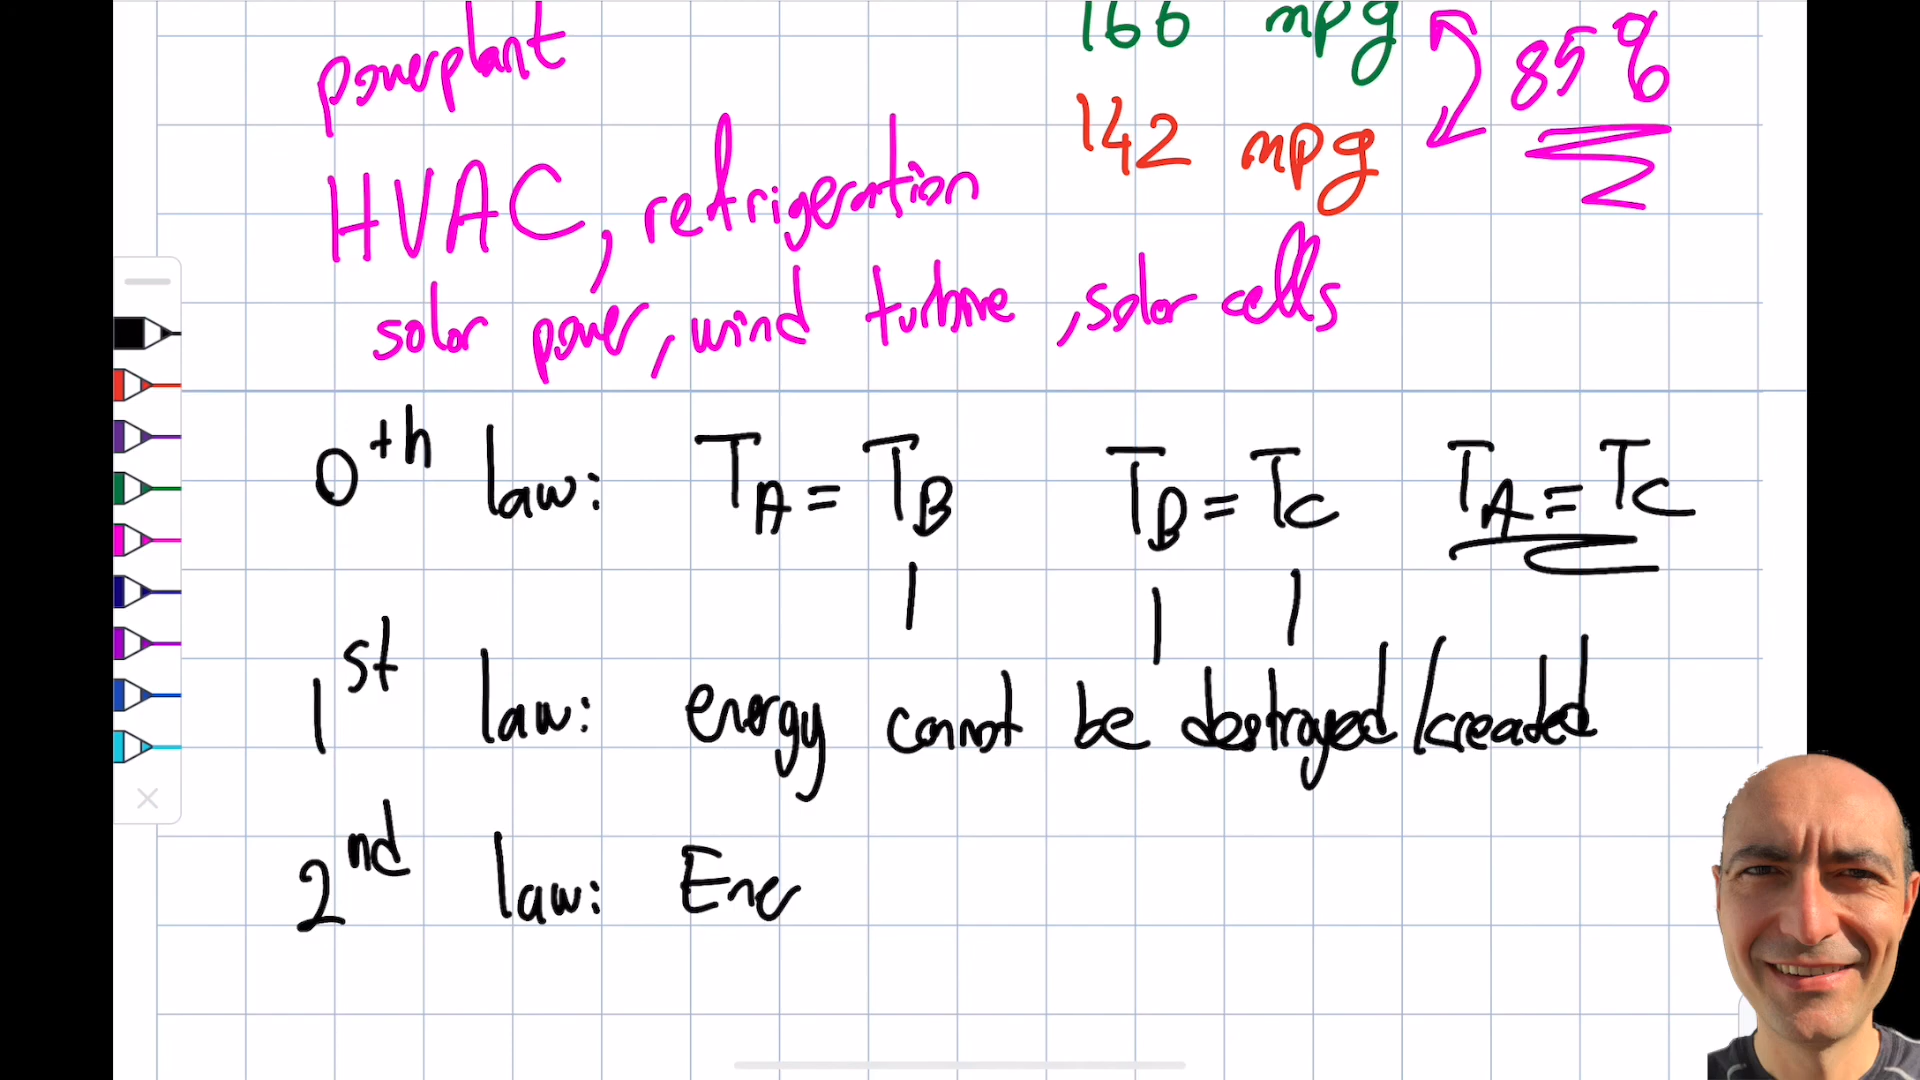 166 mpg
powerplant
85%
142 mpg
HVAC, refrigeration
solar power, wind turbine, solar cells
0th law: TA = TB TB = TC TA = TC
1st law: energy cannot be destroyed/created
2nd law: Ener